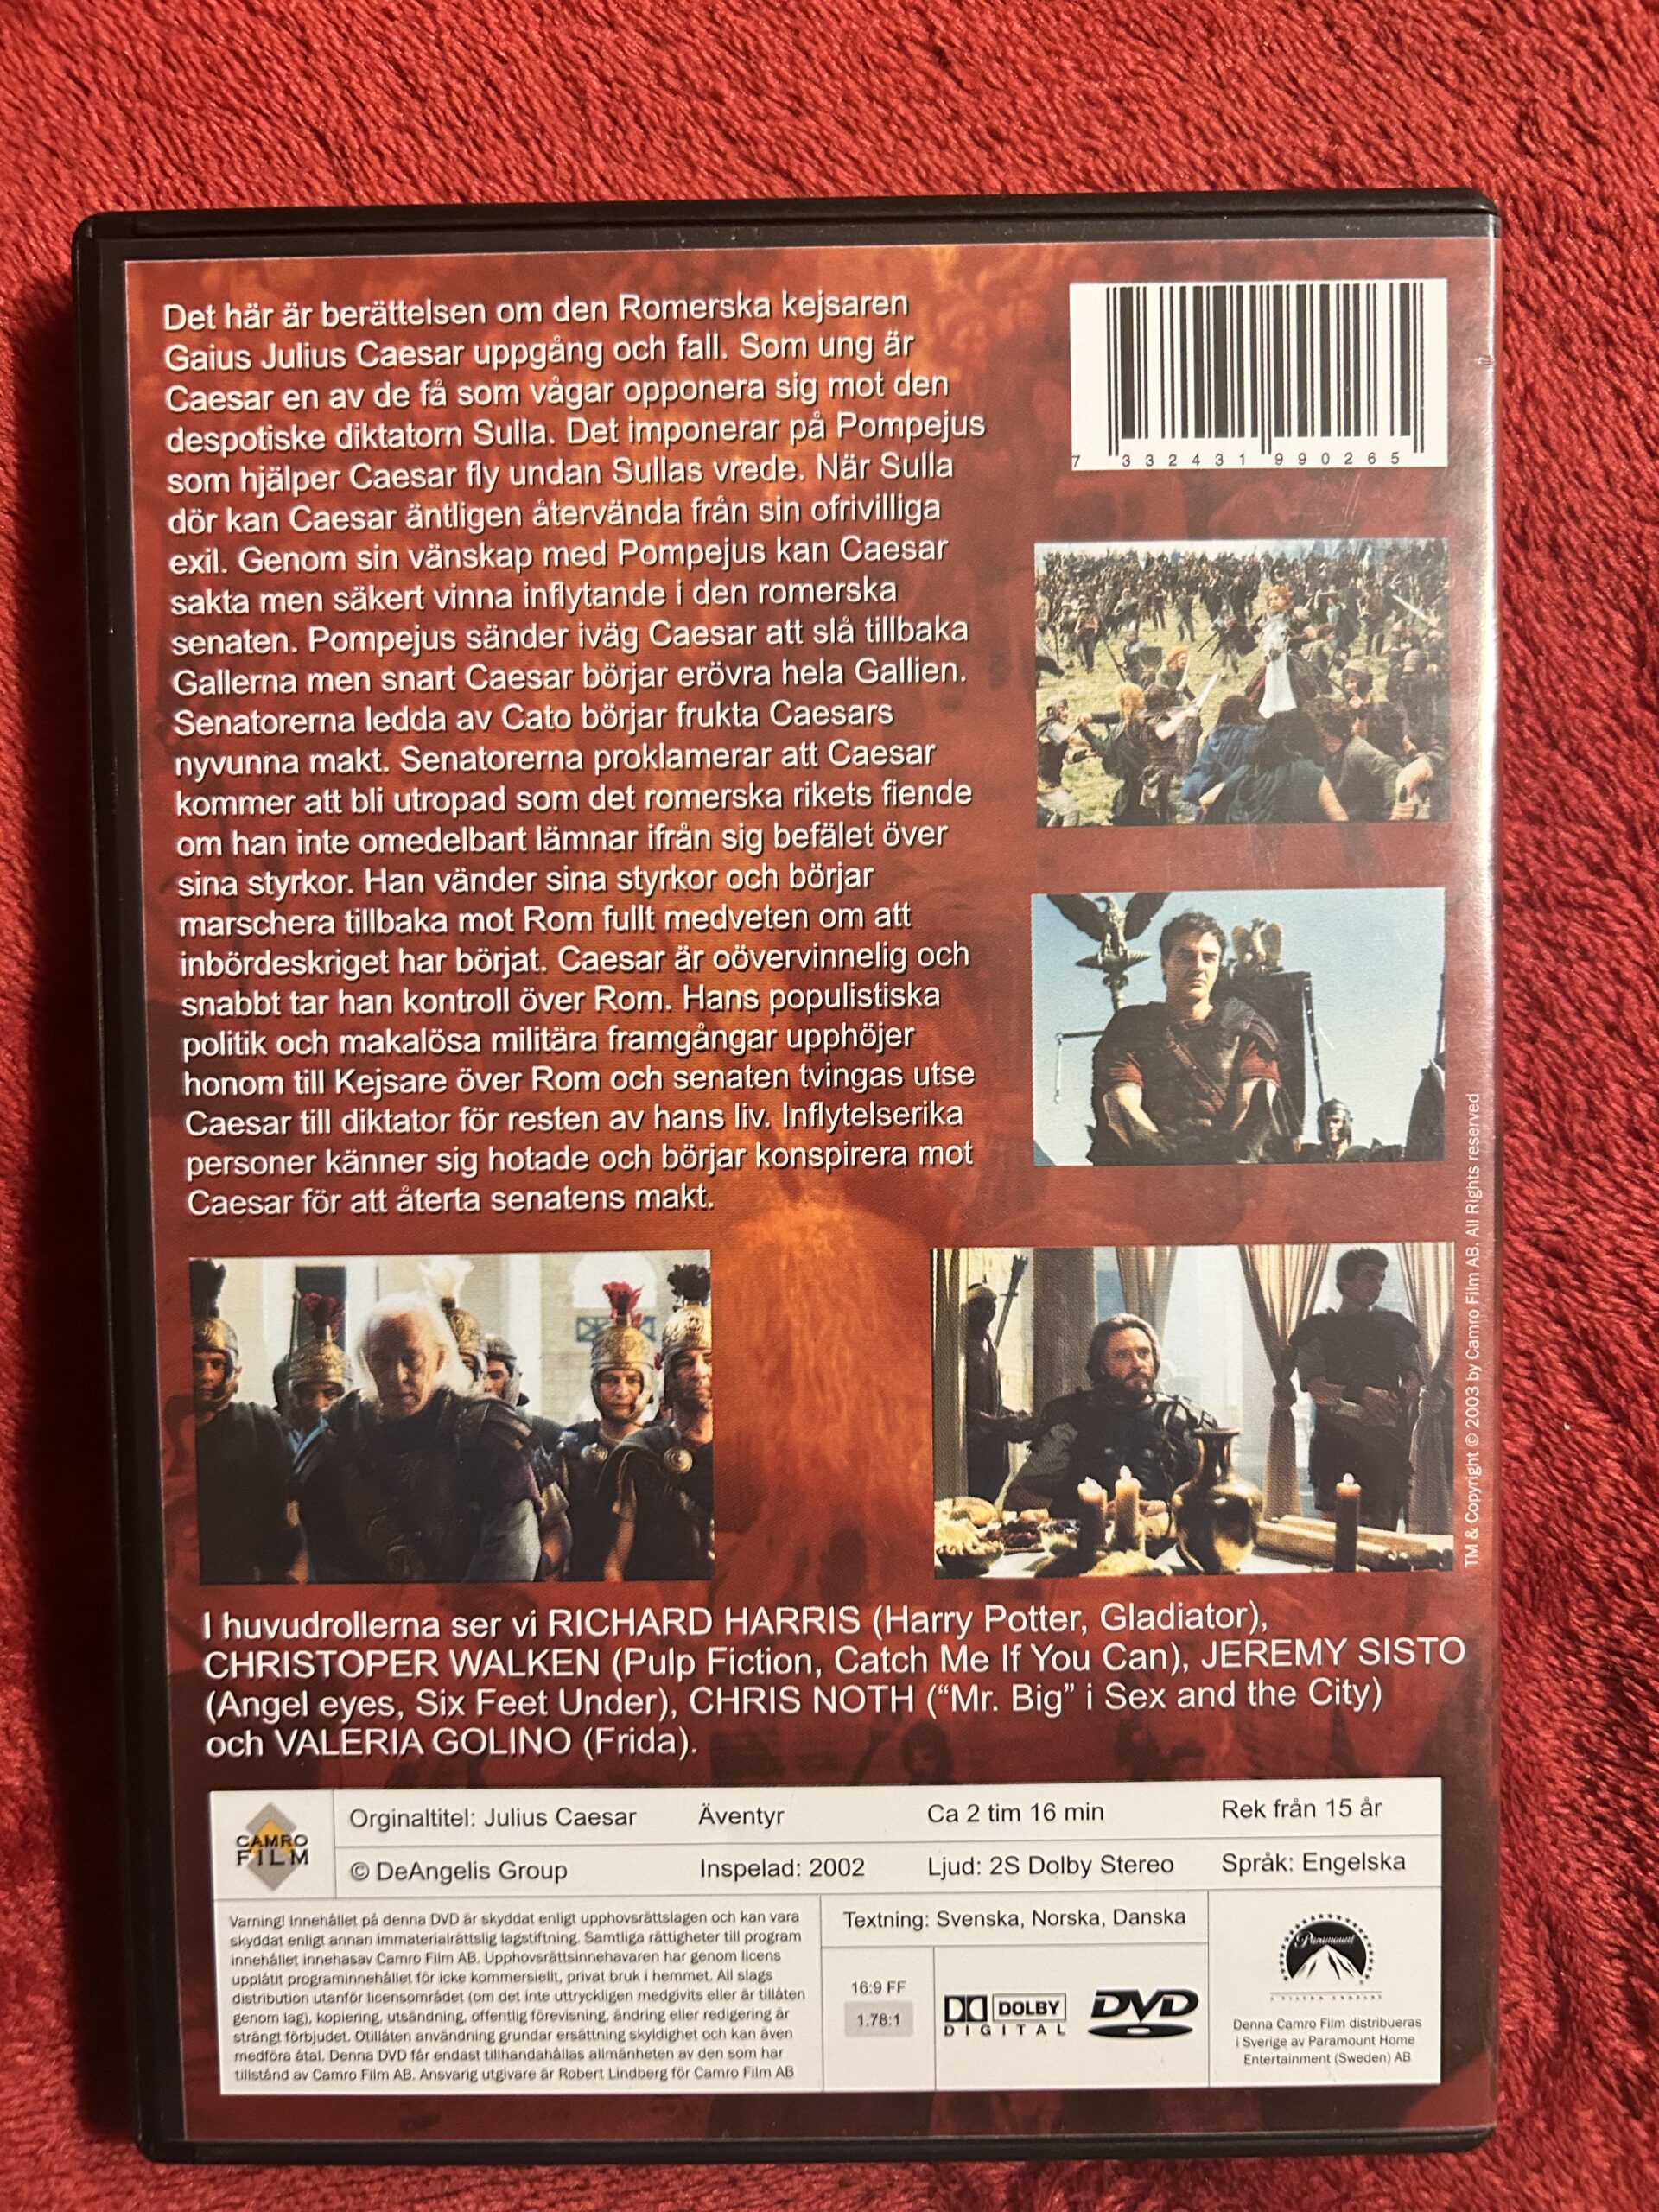 Det här är berättelsen om den Romerska kejsaren
Gaius Julius Caesar uppgång och fall. Som ung är
Caesar en av de få som vågar opponera sig mot den
despotiske diktatorn Sulla. Det imponerar på Pompejus
som hjälper Caesar fly undan Sullas vrede. När Sulla
dör kan Caesar äntligen återvända från sin ofrivilliga
exil. Genom sin vänskap med Pompejus kan Caesar
sakta men säkert vinna inflytande i den romerska
senaten. Pompejus sänder iväg Caesar att slå tillbaka
Gallerna men snart Caesar börjar erövra hela Gallien.
Senatorerna ledda av Cato börjar frukta Caesars
nyvunna makt. Senatorerna proklamerar att Caesar
kommer att bli utropad som det romerska rikets fiende
om han inte omedelbart lämnar ifrån sig befälet över
sina styrkor. Han vänder sina styrkor och börjar
marschera tillbaka mot Rom fullt medveten om att
inbördeskriget har börjat. Caesar är oövervinnelig och
snabbt tar han kontroll över Rom. Hans populistiska
politik och makalösa militära framgångar upphöjer
honom till Kejsare över Rom och senaten tvingas utse
Caesar till diktator för resten av hans liv. Inflytelserika
personer känner sig hotade och börjar konspirera mot
Caesar för att återta senatens makt.
7 332431 990265
TM & Copyright © 2003 by Camro Film AB. All Rights reserved
I huvudrollerna ser vi RICHARD HARRIS (Harry Potter, Gladiator),
CHRISTOPER WALKEN (Pulp Fiction, Catch Me If You Can), JEREMY SISTO
(Angel eyes, Six Feet Under), CHRIS NOTH (“Mr. Big” i Sex and the City)
och VALERIA GOLINO (Frida).
CAMRO
FILM
Orginaltitel: Julius Caesar
Äventyr
Ca 2 tim 16 min
Rek från 15 år
© DeAngelis Group
Inspelad: 2002
Ljud: 2S Dolby Stereo
Språk: Engelska
Varning! Innehållet på denna DVD är skyddat enligt upphovsrättslagen och kan vara
skyddat enligt annan immaterialrättslig lagstiftning. Samtliga rättigheter till program
innehållet innehasav Camro Film AB. Upphovsrättsinnehavaren har genom licens
upplåtit programinnehållet för icke kommersiellt, privat bruk i hemmet. All slags
distribution utanför licensområdet (om det inte uttryckligen medgivits eller är tillåten
genom lag), kopiering, utsändning, offentlig förevisning, ändring eller redigering är
strängt förbjudet. Otillåten användning grundar ersättning skyldighet och kan även
medföra åtal. Denna DVD får endast tillhandahållas allmänheten av den som har
tillstånd av Camro Film AB. Ansvarig utgivare är Robert Lindberg för Camro Film AB
Textning: Svenska, Norska, Danska
16:9 FF
1.78:1
DOLBY
DIGITAL
DVD
Paramount
Denna Camro Film distribueras
i Sverige av Paramount Home
Entertainment (Sweden) AB